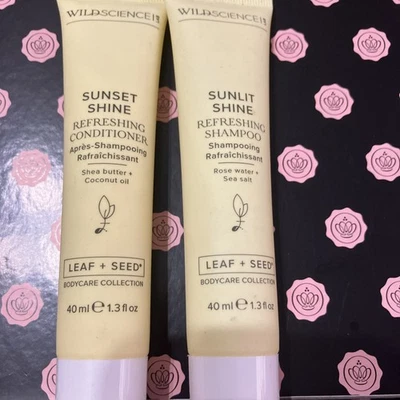 WILDSCIENCE
SUNSET
SHINE
REFRESHING
CONDITIONER
Après-Shampooing
Rafraîchissant
Shea butter +
Coconut oil
LEAF + SEED®
BODYCARE COLLECTION
40 ml e 1.3 fl oz
WILDSCIENCE
SUNLIT
SHINE
REFRESHING
SHAMPOO
Shampooing
Rafraîchissant
Rose water +
Sea salt
LEAF + SEED®
BODYCARE COLLECTION
40 ml e 1.3 fl oz